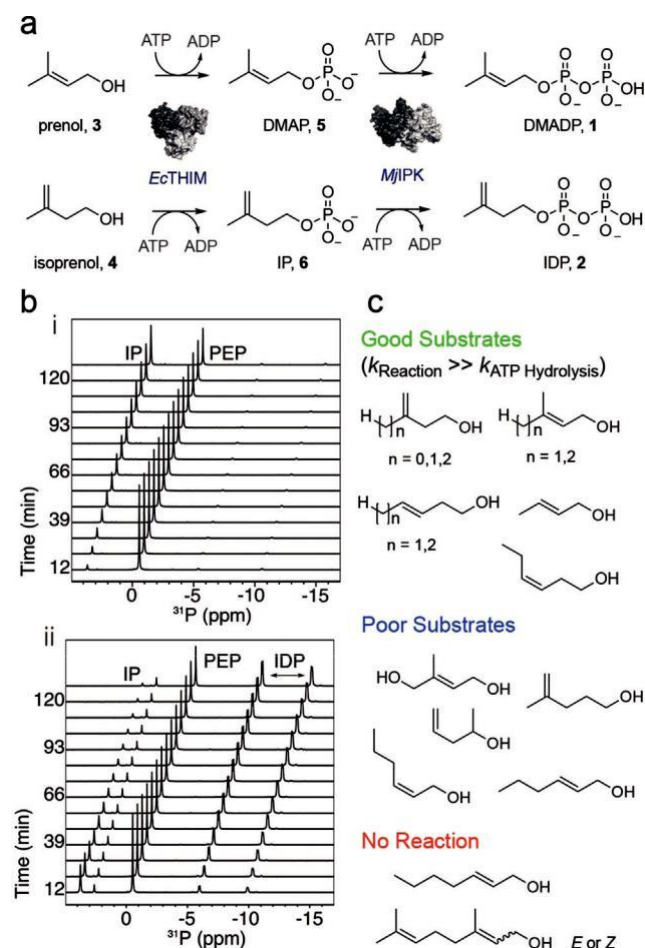 a
ATP ADP ATP ADP
OH O P O O⁻ O⁻ O P O P OH O O O⁻ O⁻
prenol, 3 DMAP, 5 DMADP, 1
EcTHIM MjIPK
OH O P O O⁻ O⁻ O P O P OH O O O⁻ O⁻
ATP ADP ATP ADP
isoprenol, 4 IP, 6 IDP, 2
b
i
IP PEP
120
93
66
39
12
Time (min)
0 -5 -10 -15
³¹P (ppm)
ii
IP PEP IDP
120
93
66
39
12
Time (min)
0 -5 -10 -15
³¹P (ppm)
c
Good Substrates
(kReaction >> kATP Hydrolysis)
H n OH H n OH
n = 0,1,2 n = 1,2
H n OH OH
n = 1,2
OH
Poor Substrates
HO OH OH
OH
OH OH
No Reaction
OH
OH E or Z